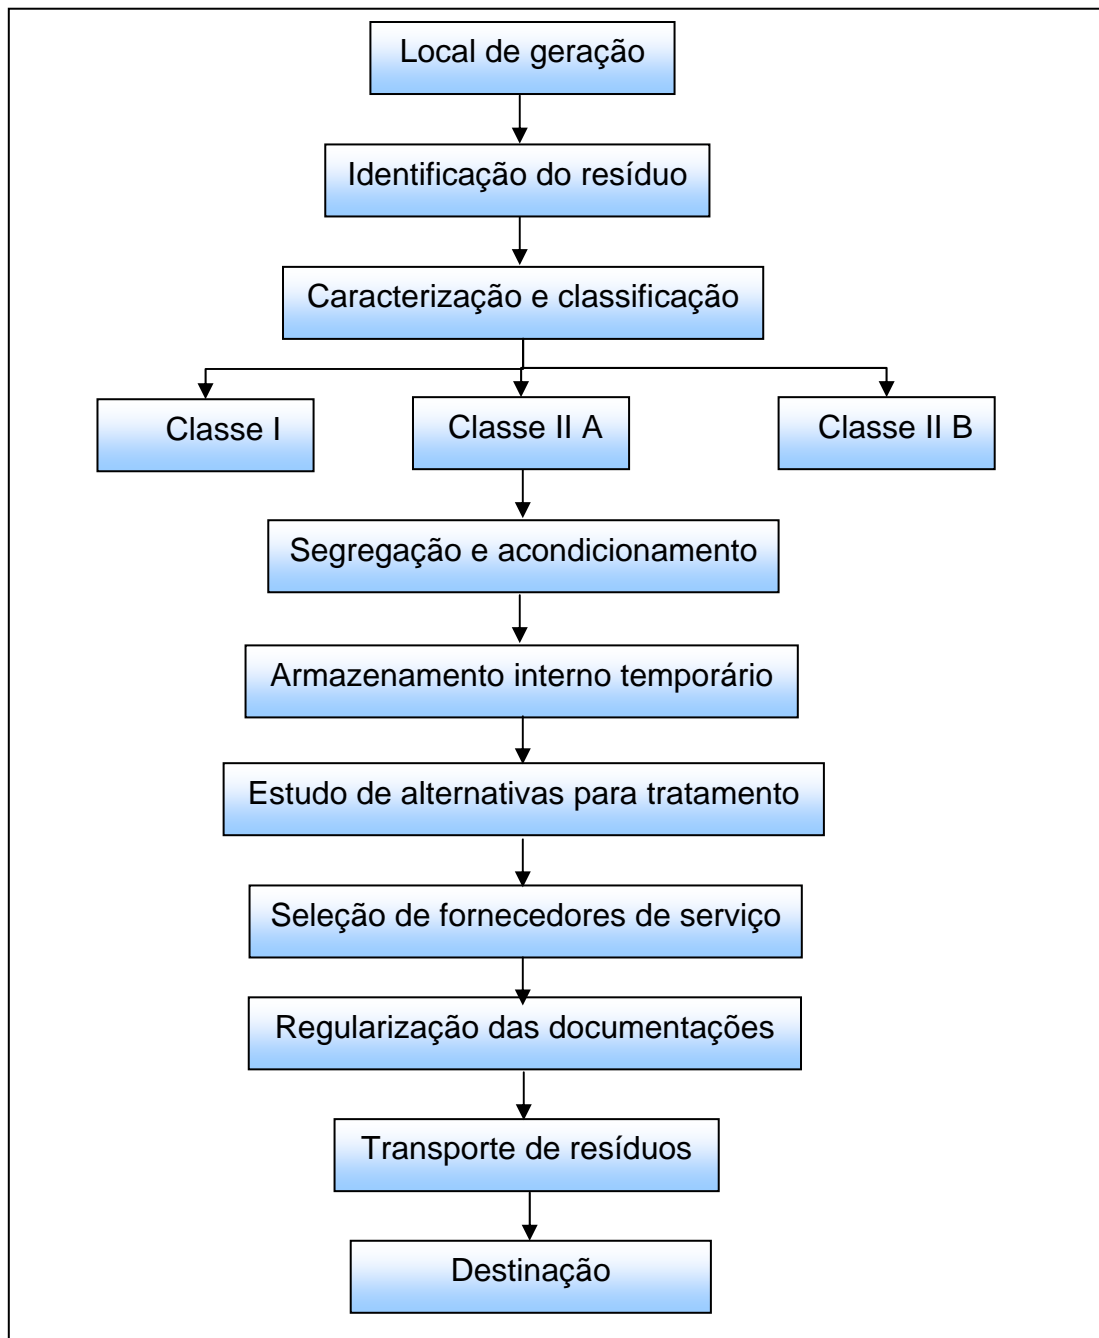 Local de geração
Identificação do resíduo
Caracterização e classificação
Classe I
Classe II A
Classe II B
Segregação e acondicionamento
Armazenamento interno temporário
Estudo de alternativas para tratamento
Seleção de fornecedores de serviço
Regularização das documentações
Transporte de resíduos
Destinação